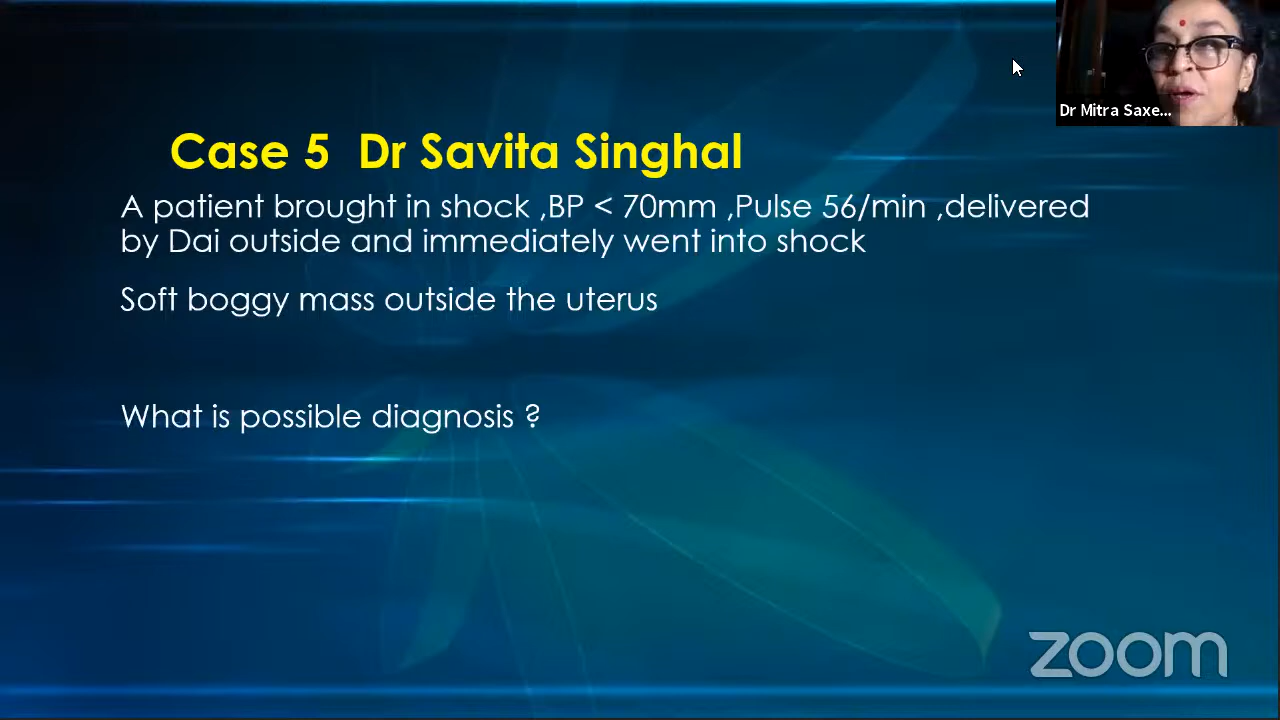 Dr Mitra Saxe...
Case 5 Dr Savita Singhal
A patient brought in shock ,BP < 70mm ,Pulse 56/min ,delivered
by Dai outside and immediately went into shock
Soft boggy mass outside the uterus
What is possible diagnosis ?
zoom